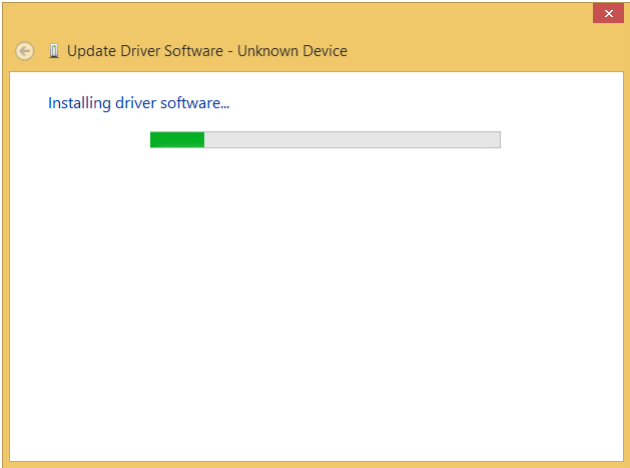 Update Driver Software - Unknown Device
Installing driver software...